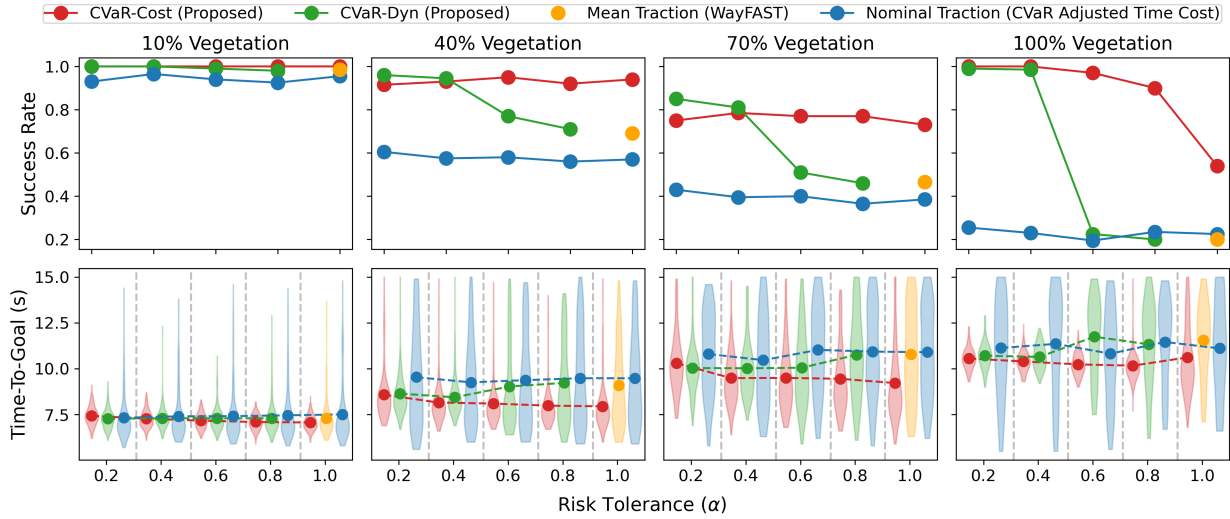 CVaR-Cost (Proposed) CVaR-Dyn (Proposed) Mean Traction (WayFAST) Nominal Traction (CVaR Adjusted Time Cost)
10% Vegetation 40% Vegetation 70% Vegetation 100% Vegetation
Success Rate
1.0
0.8
0.6
0.4
0.2
Time-To-Goal (s)
15.0
12.5
10.0
7.5
0.2 0.4 0.6 0.8 1.0 0.2 0.4 0.6 0.8 1.0 0.2 0.4 0.6 0.8 1.0 0.2 0.4 0.6 0.8 1.0
Risk Tolerance (α)